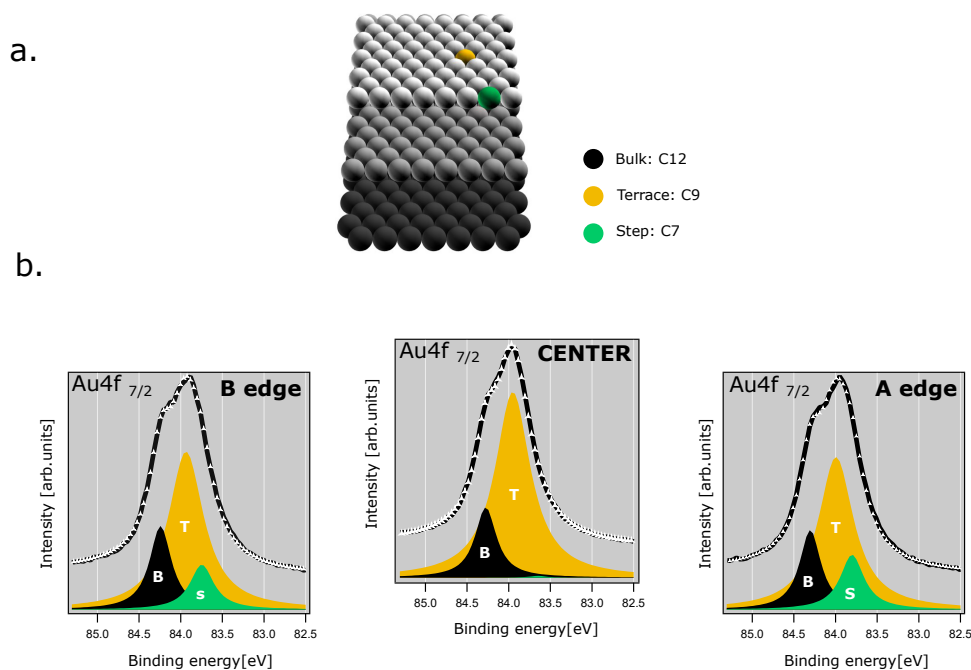 a.
Bulk: C12
Terrace: C9
Step: C7
b.
Au4f 7/2 B edge
Intensity [arb.units]
T
B
s
85.0 84.5 84.0 83.5 83.0 82.5
Binding energy[eV]
Au4f 7/2 CENTER
Intensity [arb.units]
T
B
85.0 84.5 84.0 83.5 83.0 82.5
Binding energy[eV]
Au4f 7/2 A edge
Intensity [arb.units]
T
B
S
85.0 84.5 84.0 83.5 83.0 82.5
Binding energy[eV]